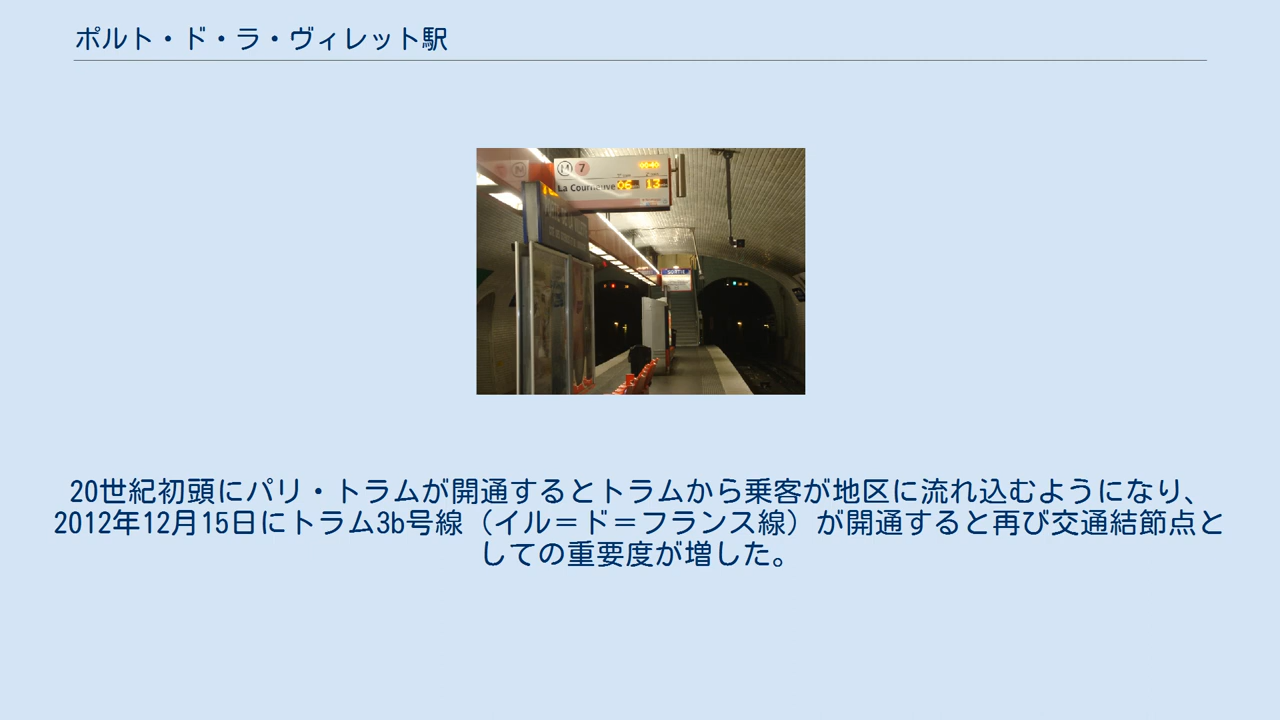 ポルト・ド・ラ・ヴィレット駅
M 7
La Courneuve 06 13
20世紀初頭にパリ・トラムが開通するとトラムから乗客が地区に流れ込むようになり、
2012年12月15日にトラム3b号線（イル＝ド＝フランス線）が開通すると再び交通結節点と
しての重要度が増した。